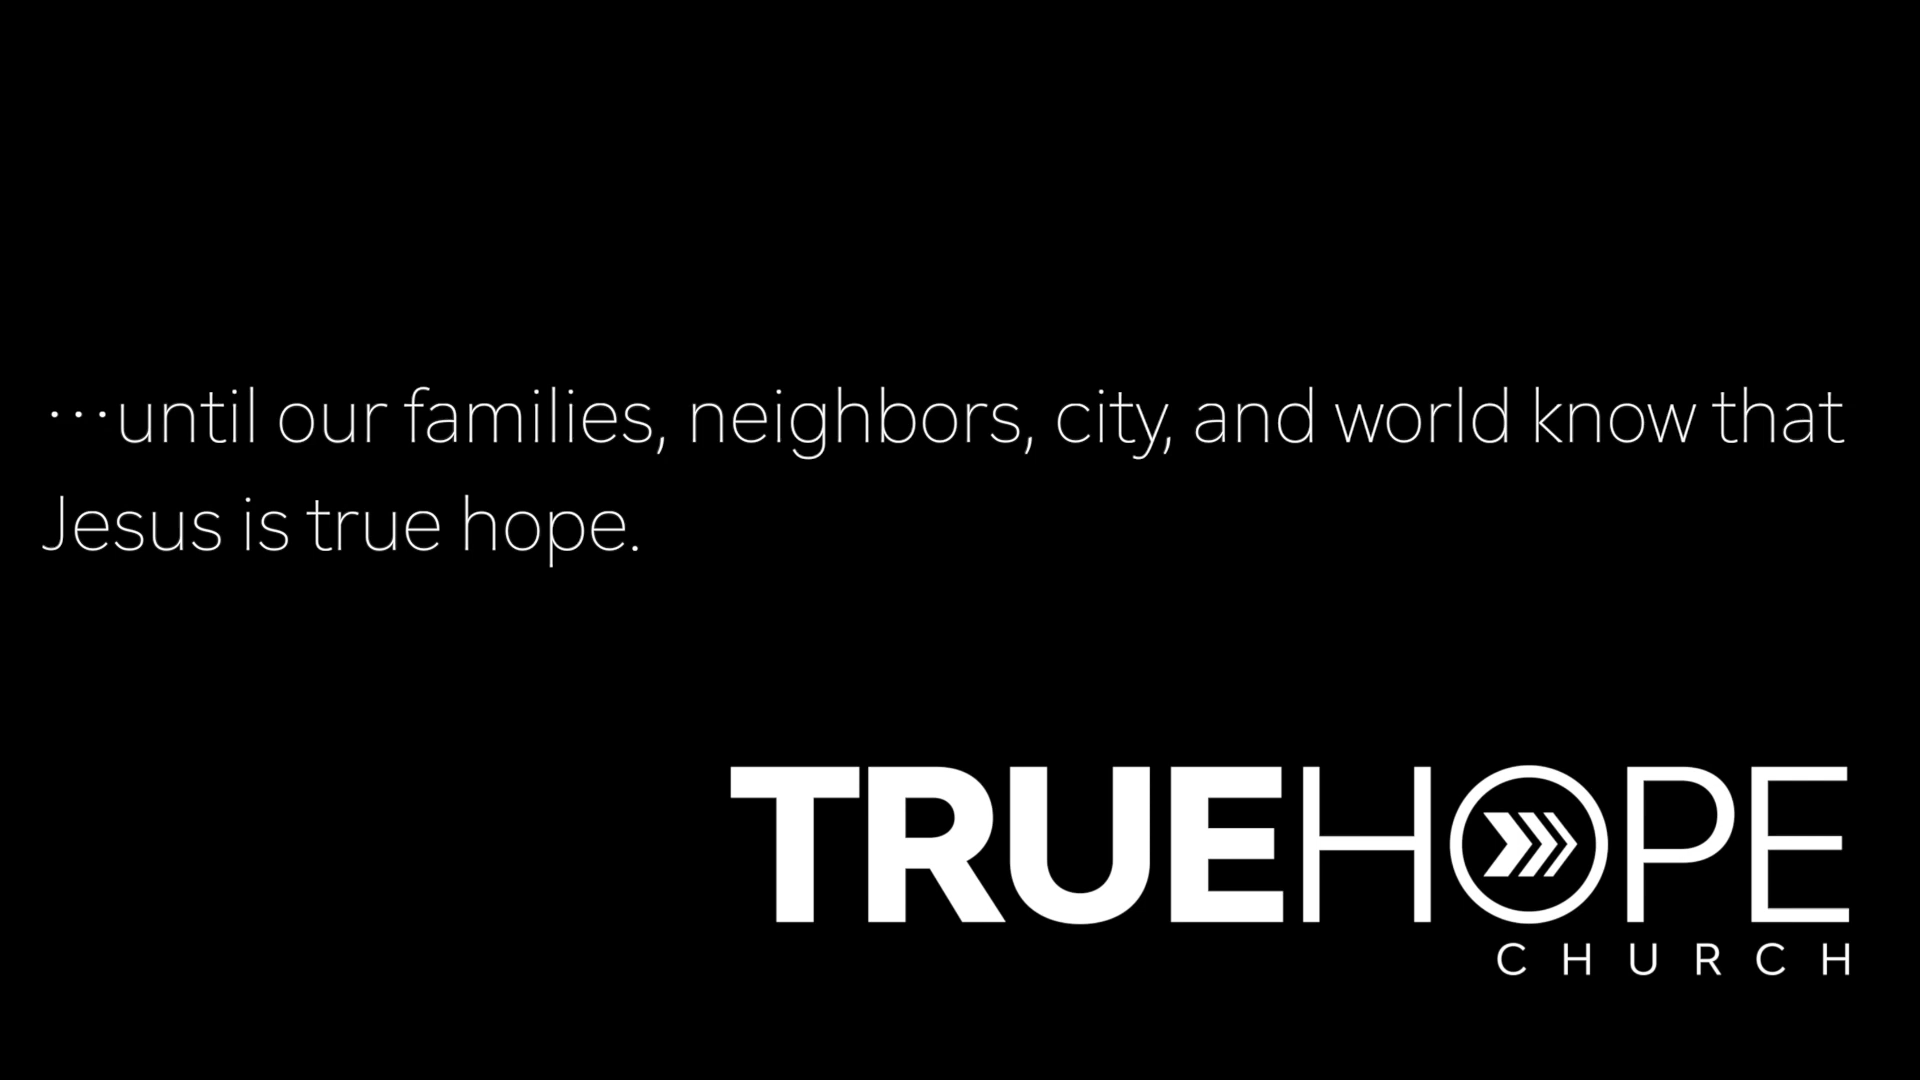 …until our families, neighbors, city, and world know that
Jesus is true hope.
TRUEHOPE
CHURCH